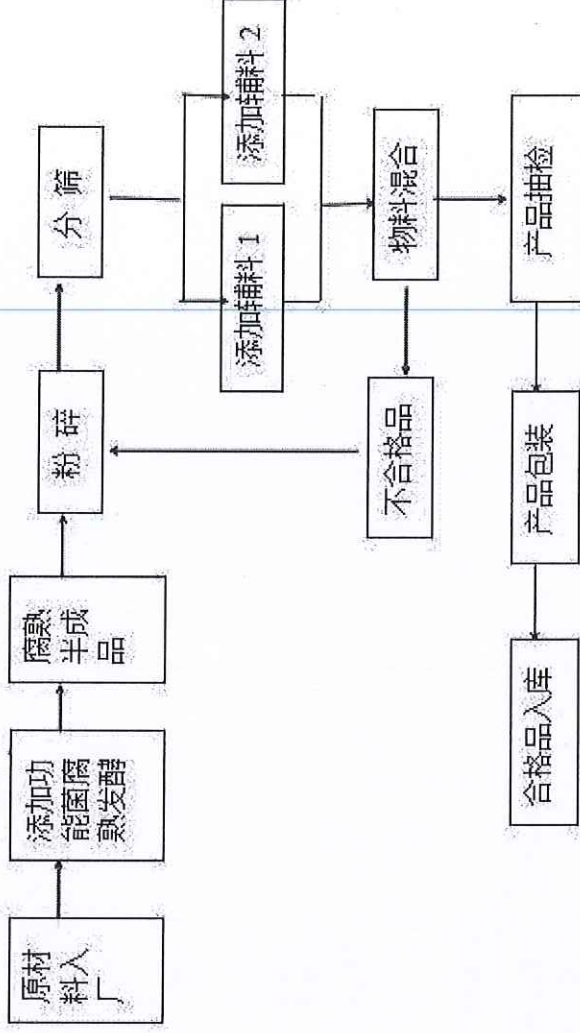 原材
料入
厂
添加功
能菌腐
熟发酵
腐熟
半成
品
粉 碎
分 筛
添加辅料 1
添加辅料 2
物料混合
不合格品
产品抽检
产品包装
合格品入库